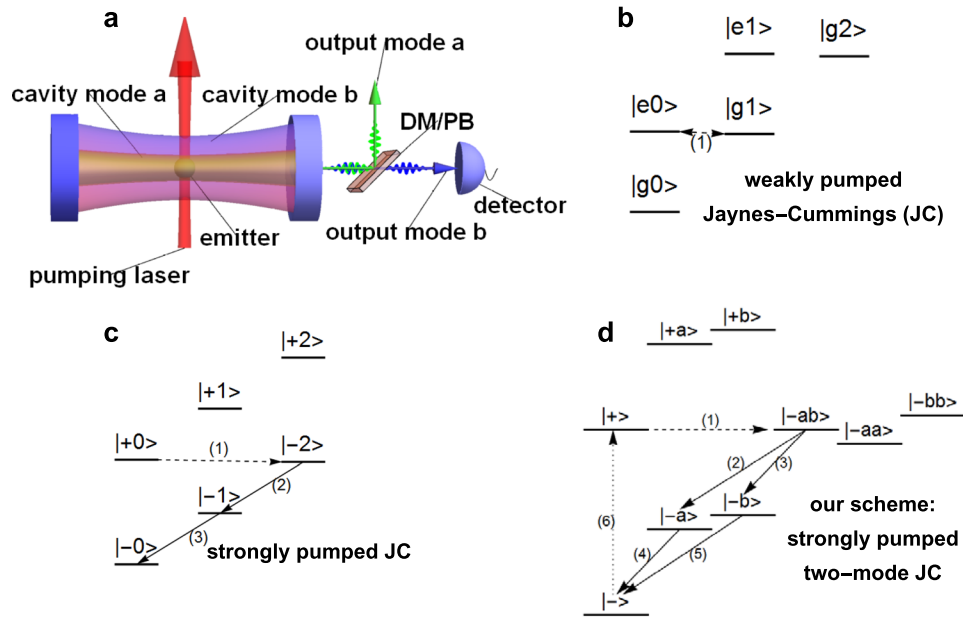 a
output mode a
cavity mode a
cavity mode b
DM/PB
detector
emitter
output mode b
pumping laser
b
|e1>
|g2>
|e0>
|g1>
(1)
|g0>
weakly pumped
Jaynes−Cummings (JC)
c
|+2>
|+1>
|+0>
(1)
|−2>
(2)
|−1>
(3)
|−0>
strongly pumped JC
d
|+a>
|+b>
|+>
(1)
|−ab>
|−bb>
|−aa>
(2)
(3)
|−a>
|−b>
(6)
(4)
(5)
|−>
our scheme:
strongly pumped
two−mode JC